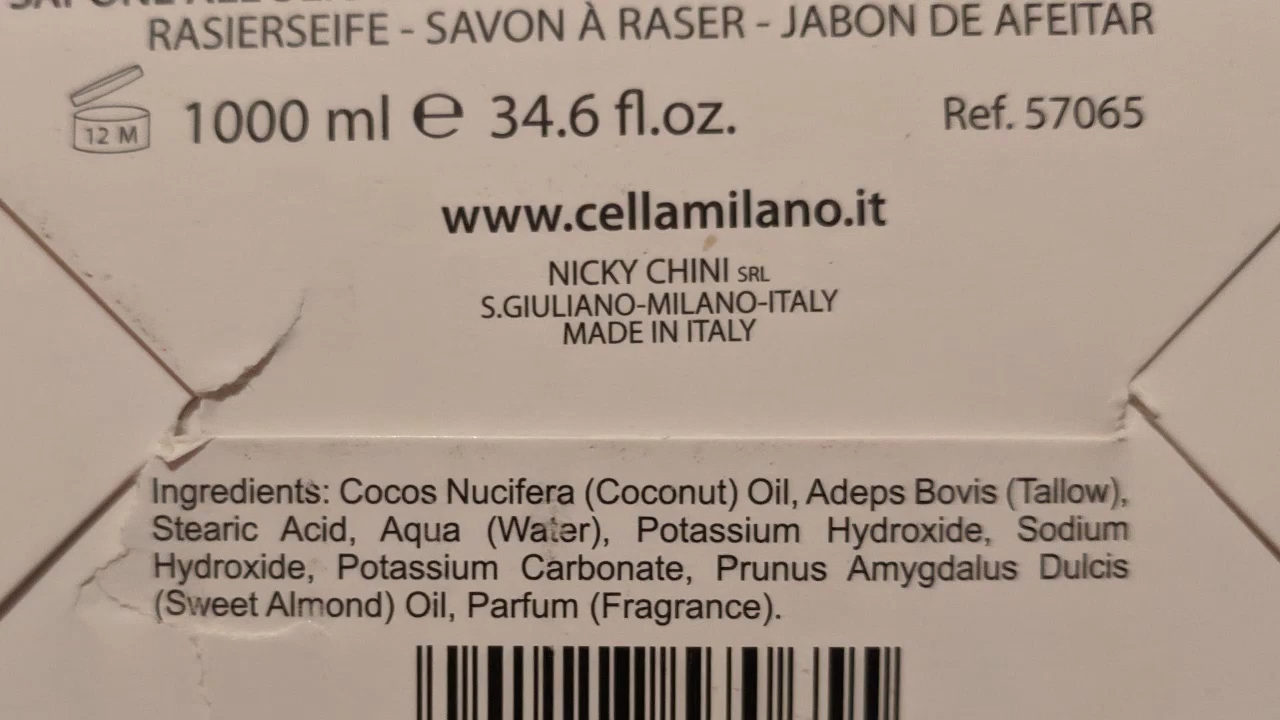 RASIERSEIFE - SAVON À RASER - JABON DE AFEITAR
12 M 1000 ml e 34.6 fl.oz. Ref. 57065
www.cellamilano.it
NICKY CHINI SRL
S.GIULIANO-MILANO-ITALY
MADE IN ITALY
Ingredients: Cocos Nucifera (Coconut) Oil, Adeps Bovis (Tallow),
Stearic Acid, Aqua (Water), Potassium Hydroxide, Sodium
Hydroxide, Potassium Carbonate, Prunus Amygdalus Dulcis
(Sweet Almond) Oil, Parfum (Fragrance).